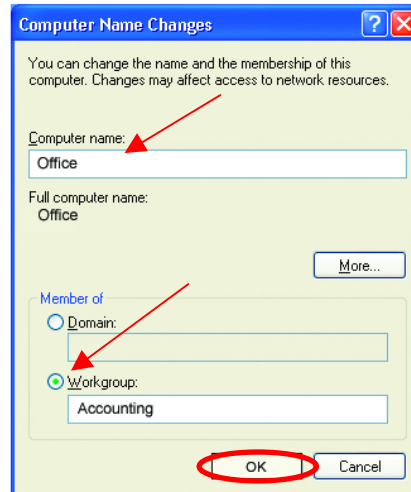 Computer Name Changes
You can change the name and the membership of this
computer. Changes may affect access to network resources.
Computer name:
Office
Full computer name:
Office
More...
Member of
Domain:
Workgroup:
Accounting
OK Cancel